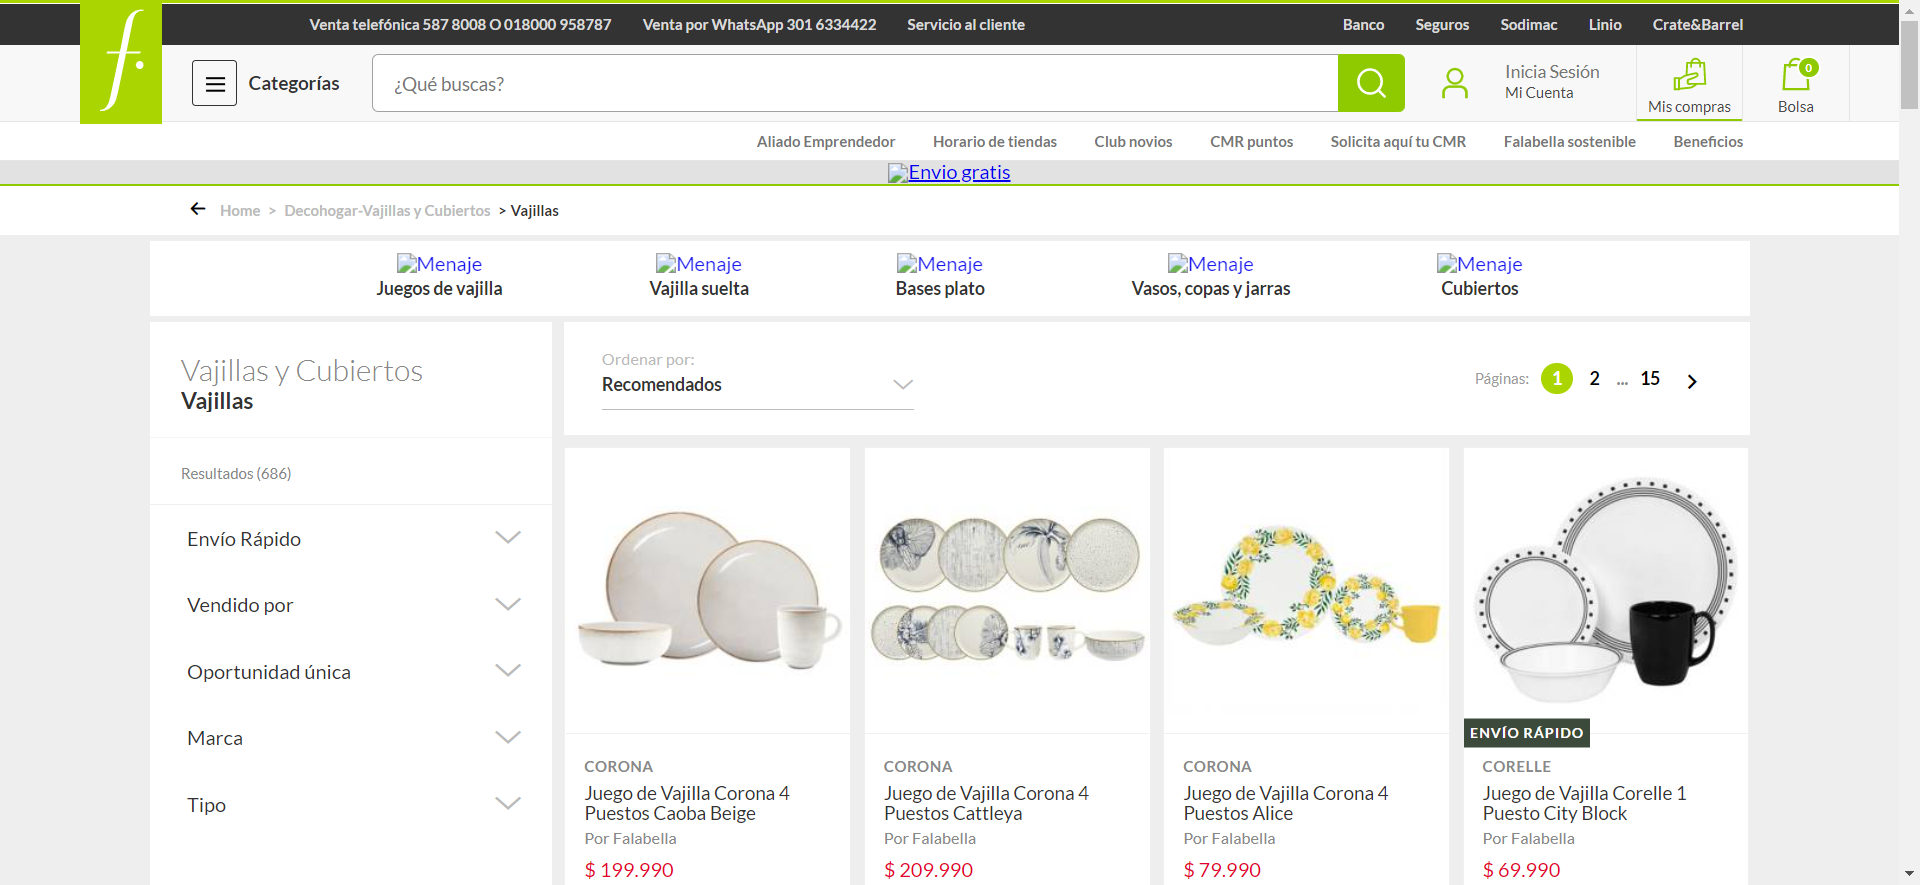 Venta telefónica 587 8008 O 018000 958787 Venta por WhatsApp 301 6334422 Servicio al cliente Banco Seguros Sodimac Linio Crate&Barrel
f.
Categorías
¿Qué buscas?
Inicia Sesión
Mi Cuenta
Mis compras
0
Bolsa
Aliado Emprendedor Horario de tiendas Club novios CMR puntos Solicita aquí tu CMR Falabella sostenible Beneficios
Envio gratis
Home > Decohogar-Vajillas y Cubiertos > Vajillas
Menaje Menaje Menaje Menaje Menaje
Juegos de vajilla Vajilla suelta Bases plato Vasos, copas y jarras Cubiertos
Vajillas y Cubiertos
Vajillas
Resultados (686)
Envío Rápido
Vendido por
Oportunidad única
Marca
Tipo
Ordenar por:
Recomendados
Páginas: 1 2 ... 15
CORONA
Juego de Vajilla Corona 4
Puestos Caoba Beige
Por Falabella
$ 199.990
CORONA
Juego de Vajilla Corona 4
Puestos Cattleya
Por Falabella
$ 209.990
CORONA
Juego de Vajilla Corona 4
Puestos Alice
Por Falabella
$ 79.990
ENVÍO RÁPIDO
CORELLE
Juego de Vajilla Corelle 1
Puesto City Block
Por Falabella
$ 69.990